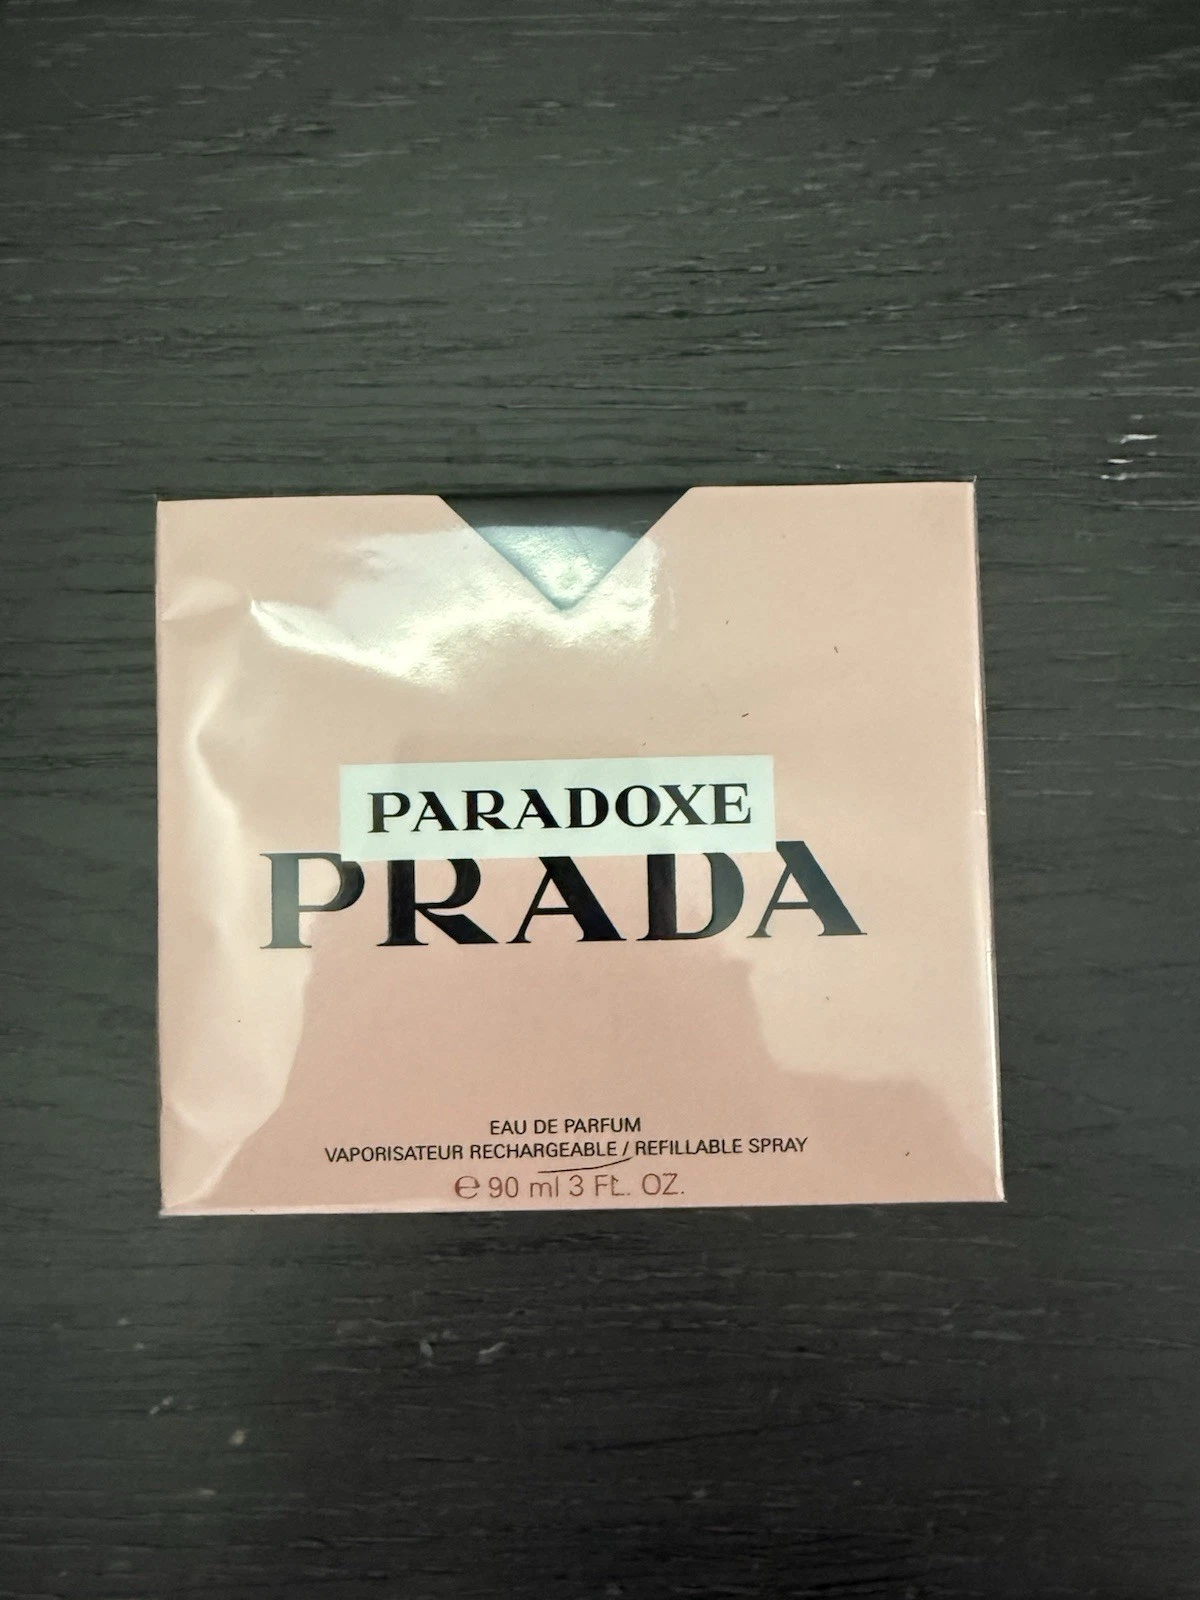 PARADOXE
PRADA
EAU DE PARFUM
VAPORISATEUR RECHARGEABLE / REFILLABLE SPRAY
℮ 90 ml 3 FL. OZ.